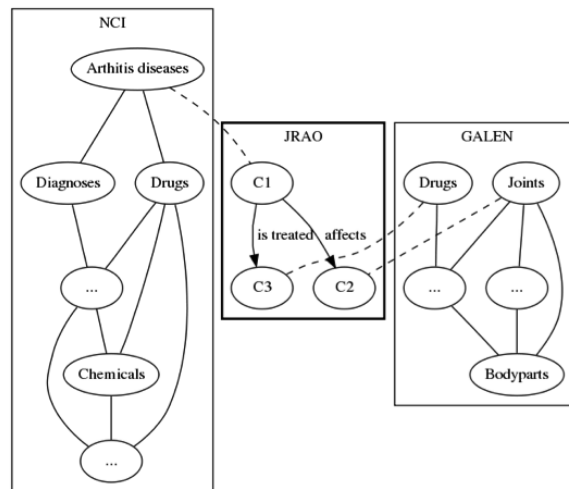 NCI
Arthitis diseases
Diagnoses
Drugs
...
Chemicals
...
JRAO
C1
is treated
affects
C3
C2
GALEN
Drugs
Joints
...
...
Bodyparts